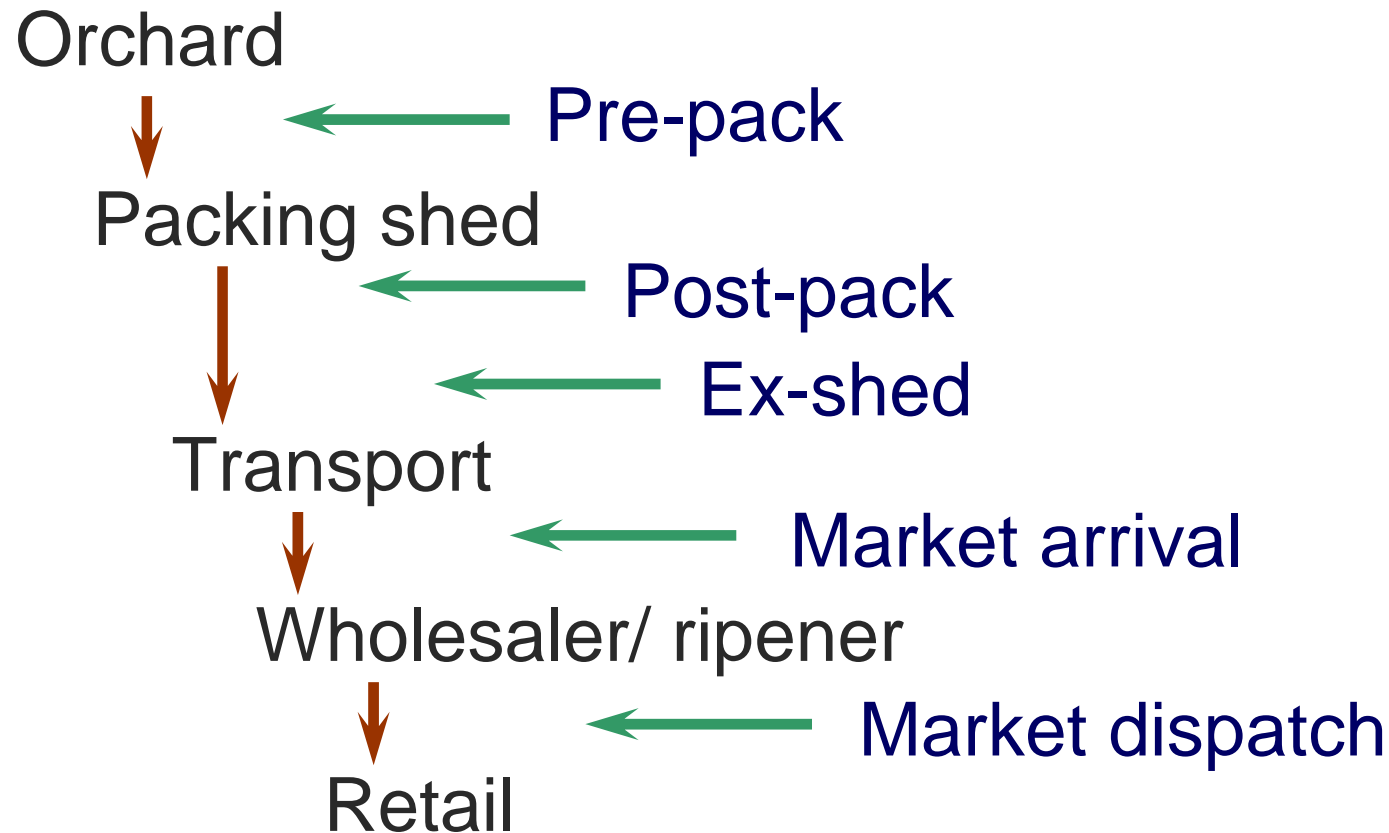 Orchard
Pre-pack
Packing shed
Post-pack
Ex-shed
Transport
Market arrival
Wholesaler/ ripener
Market dispatch
Retail